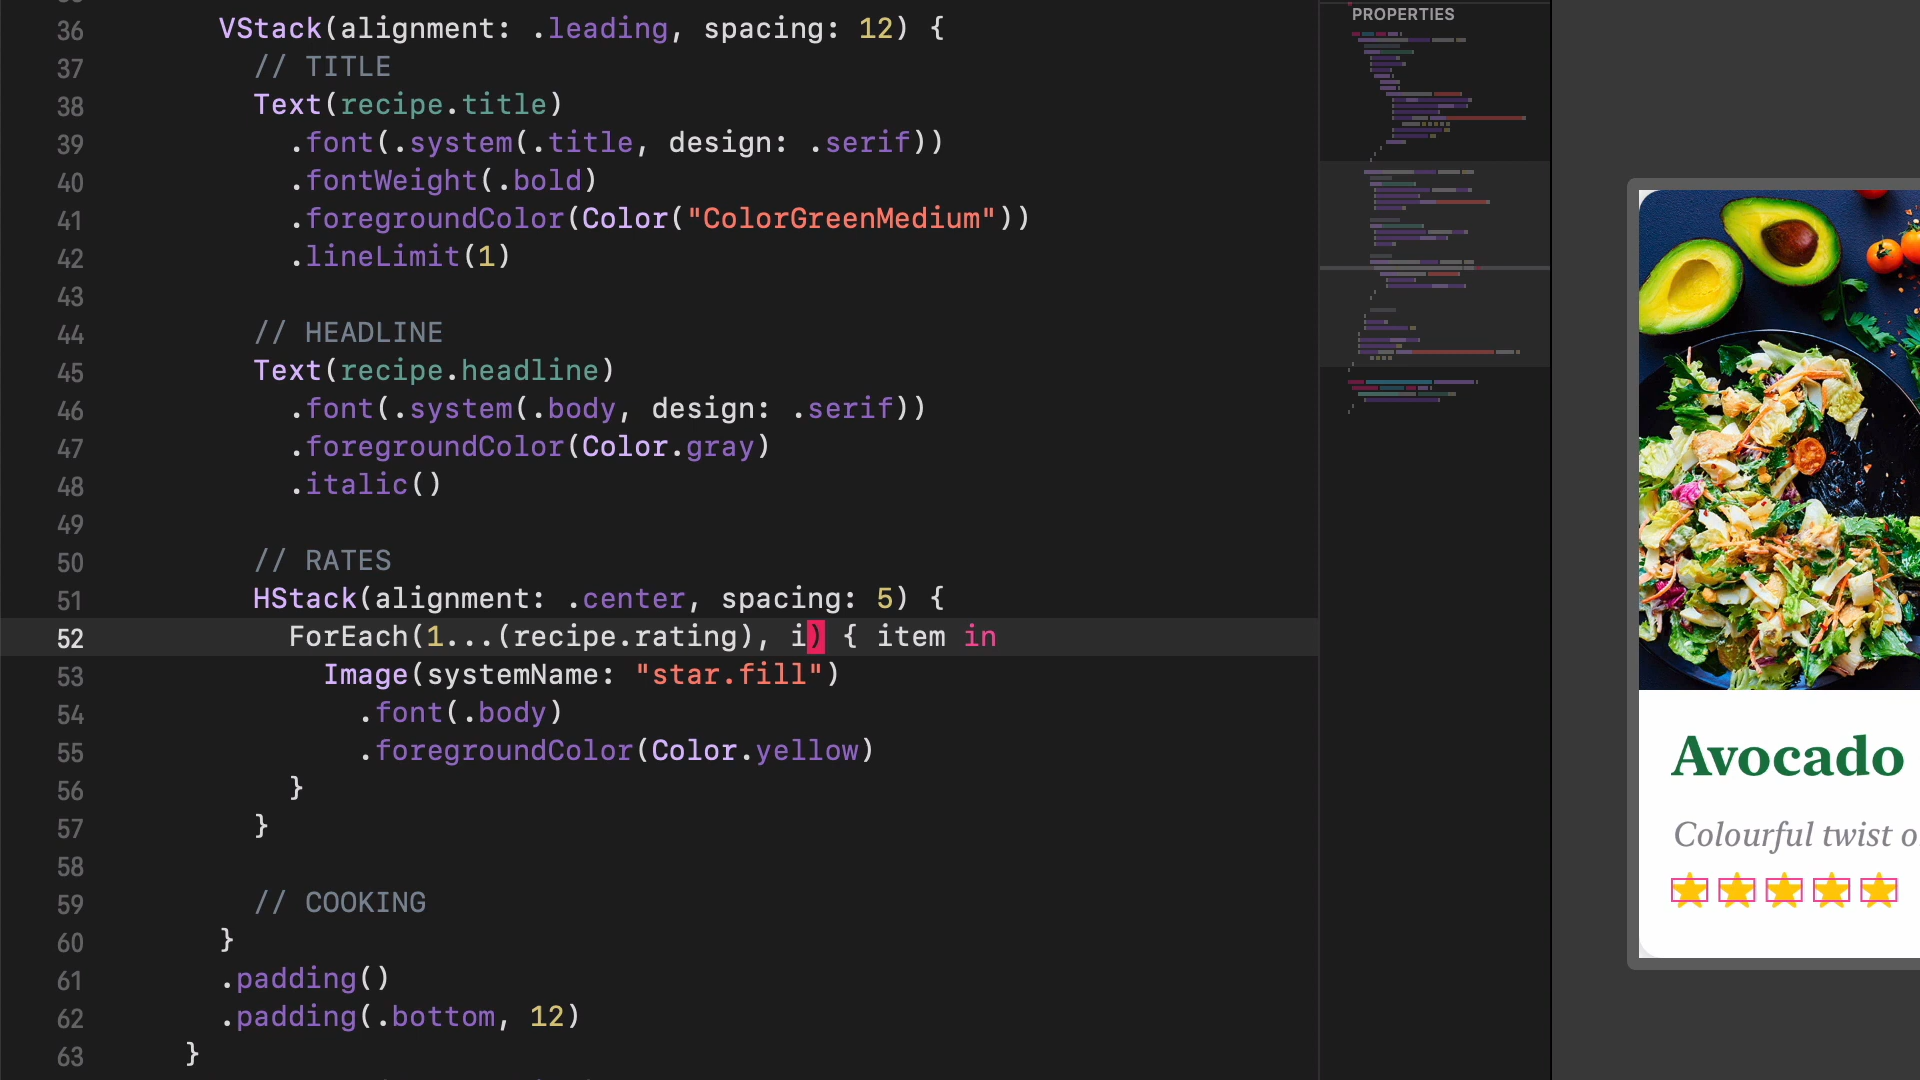 36 VStack(alignment: .leading, spacing: 12) {
37 // TITLE
38 Text(recipe.title)
39 .font(.system(.title, design: .serif))
40 .fontWeight(.bold)
41 .foregroundColor(Color("ColorGreenMedium"))
42 .lineLimit(1)
43
44 // HEADLINE
45 Text(recipe.headline)
46 .font(.system(.body, design: .serif))
47 .foregroundColor(Color.gray)
48 .italic()
49
50 // RATES
51 HStack(alignment: .center, spacing: 5) {
52 ForEach(1...(recipe.rating), i) { item in
53 Image(systemName: "star.fill")
54 .font(.body)
55 .foregroundColor(Color.yellow)
56 }
57 }
58
59 // COOKING
60 }
61 .padding()
62 .padding(.bottom, 12)
63 }
PROPERTIES
Avocado
Colourful twist